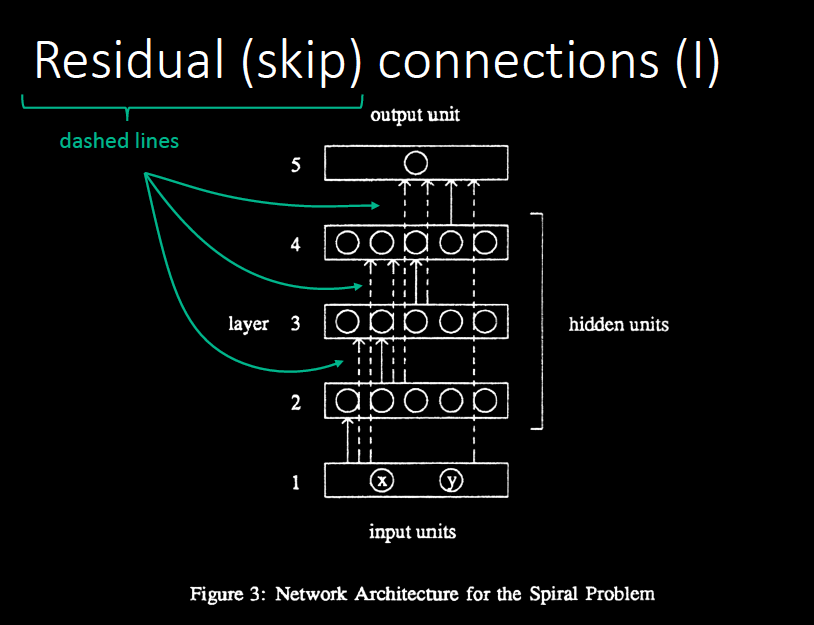 Residual (skip) connections (I)
dashed lines
output unit
5
4
layer 3
hidden units
2
1 x y
input units
Figure 3: Network Architecture for the Spiral Problem